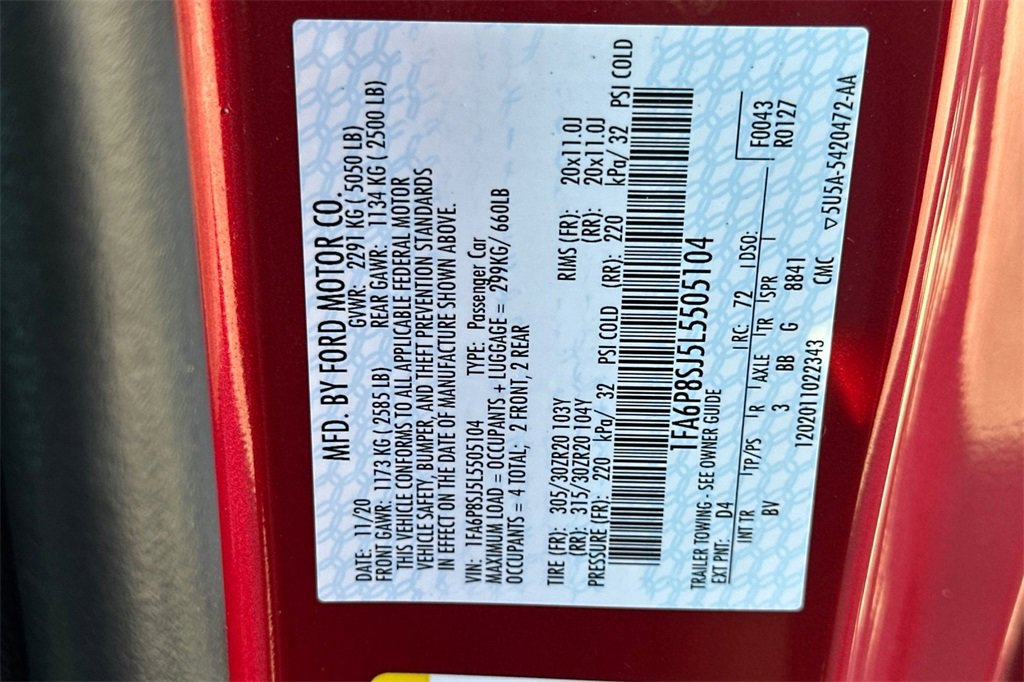 MFD. BY FORD MOTOR CO.
DATE: 11/20 GVWR: 2291 KG ( 5050 LB)
FRONT GAWR: 1173 KG ( 2585 LB) REAR GAWR: 1134 KG ( 2500 LB)
THIS VEHICLE CONFORMS TO ALL APPLICABLE FEDERAL MOTOR
VEHICLE SAFETY, BUMPER, AND THEFT PREVENTION STANDARDS
IN EFFECT ON THE DATE OF MANUFACTURE SHOWN ABOVE.
VIN: 1FA6P8SJ5L5505104 TYPE: Passenger Car
MAXIMUM LOAD = OCCUPANTS + LUGGAGE = 299KG/ 660LB
OCCUPANTS = 4 TOTAL; 2 FRONT, 2 REAR
TIRE (FR): 305/30ZR20 103Y RIMS (FR): 20x11.0J
(RR): 315/30ZR20 104Y (RR): 20x11.0J
PRESSURE (FR): 220 kPa/ 32 PSI COLD (RR): 220 kPa/ 32 PSI COLD
1FA6P8SJ5L5505104
TRAILER TOWING - SEE OWNER GUIDE F0043
EXT PNT: D4 RC: 72 DSO: R0127
INT TR TP/PS R AXLE TR SPR
BV 3 BB G 8841
1202011022343 CMC ▽5U5A-5420472-AA